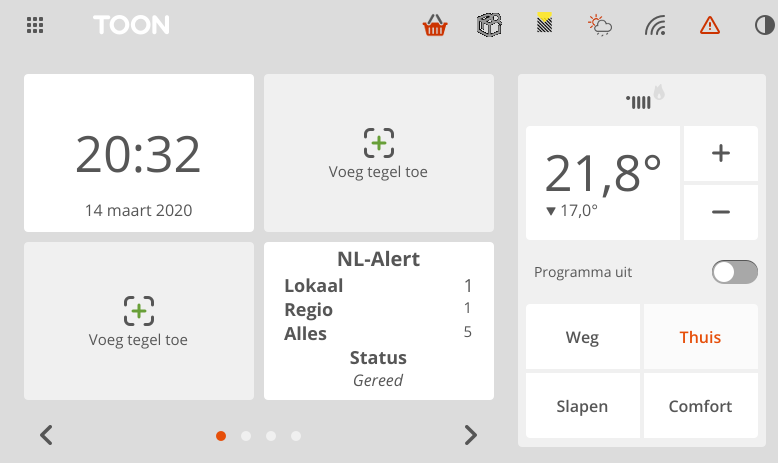 TOON
20:32
14 maart 2020
Voeg tegel toe
Voeg tegel toe
NL-Alert
Lokaal 1
Regio 1
Alles 5
Status
Gereed
21,8°
▼ 17,0°
+
−
Programma uit
Weg
Thuis
Slapen
Comfort